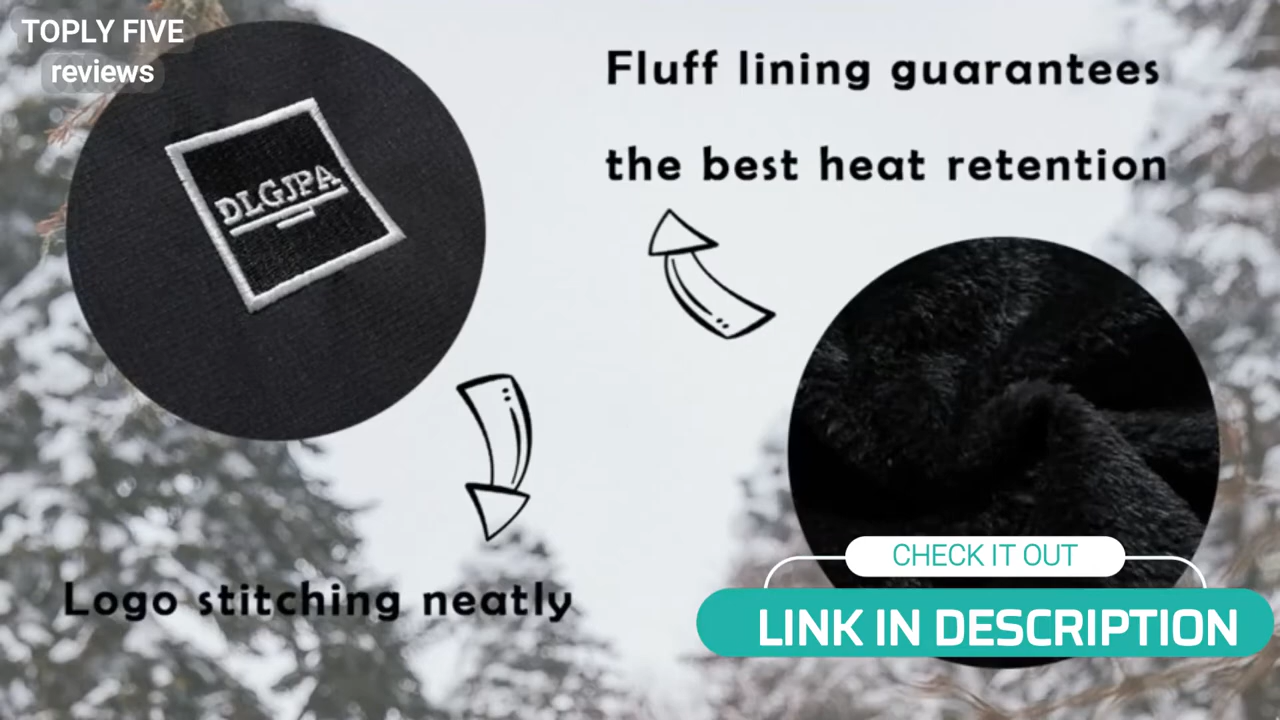 TOPLY FIVE
reviews
Fluff lining guarantees
the best heat retention
DLGJPA
Logo stitching neatly
CHECK IT OUT
LINK IN DESCRIPTION